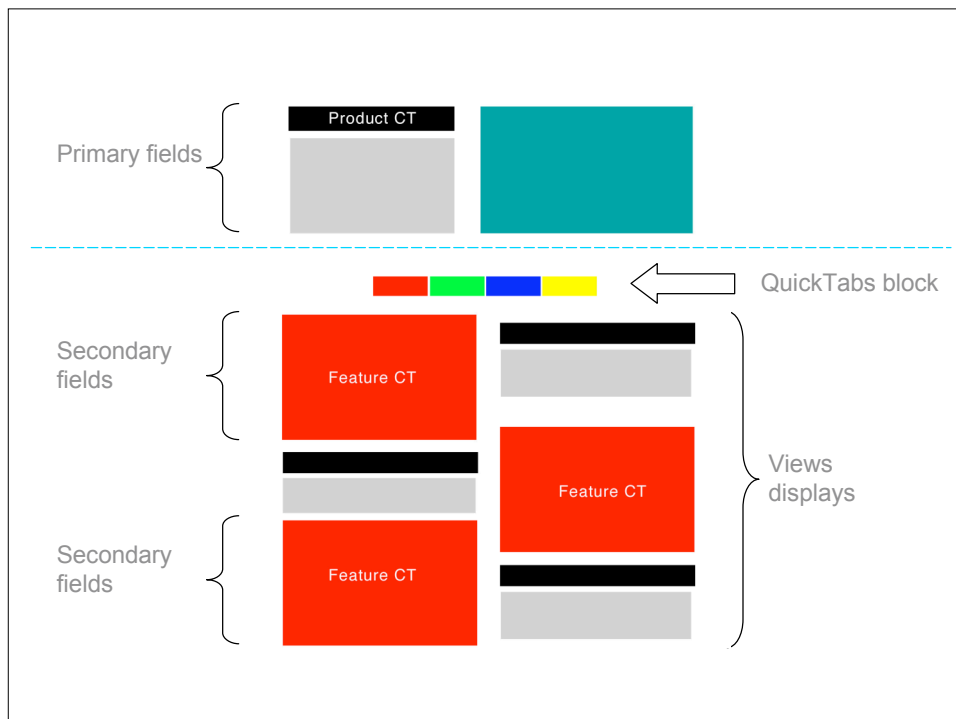 Product CT
Primary fields
QuickTabs block
Secondary
fields
Feature CT
Feature CT
Views
displays
Secondary
fields
Feature CT